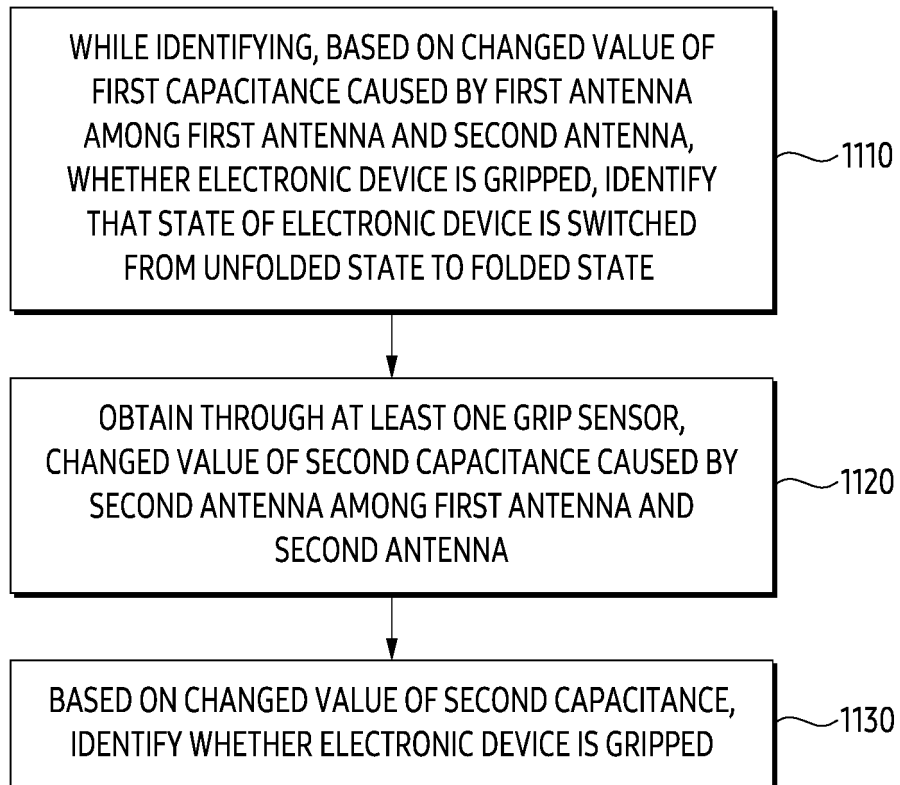 WHILE IDENTIFYING, BASED ON CHANGED VALUE OF
FIRST CAPACITANCE CAUSED BY FIRST ANTENNA
AMONG FIRST ANTENNA AND SECOND ANTENNA,
WHETHER ELECTRONIC DEVICE IS GRIPPED, IDENTIFY
THAT STATE OF ELECTRONIC DEVICE IS SWITCHED
FROM UNFOLDED STATE TO FOLDED STATE
1110
OBTAIN THROUGH AT LEAST ONE GRIP SENSOR,
CHANGED VALUE OF SECOND CAPACITANCE CAUSED BY
SECOND ANTENNA AMONG FIRST ANTENNA AND
SECOND ANTENNA
1120
BASED ON CHANGED VALUE OF SECOND CAPACITANCE,
IDENTIFY WHETHER ELECTRONIC DEVICE IS GRIPPED
1130